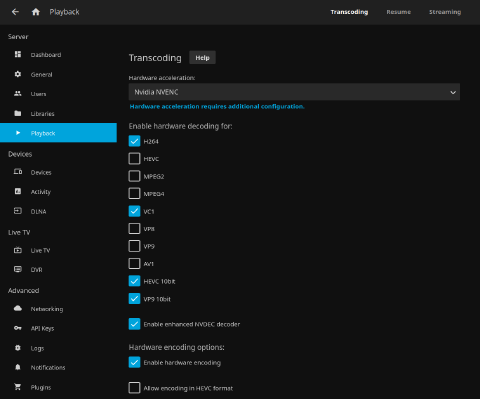 Playback
Transcoding
Resume
Streaming
Server
Dashboard
General
Users
Libraries
Playback
Devices
Devices
Activity
DLNA
Live TV
Live TV
DVR
Advanced
Networking
API Keys
Logs
Notifications
Plugins
Transcoding
Help
Hardware acceleration:
Nvidia NVENC
Hardware acceleration requires additional configuration.
Enable hardware decoding for:
H264
HEVC
MPEG2
MPEG4
VC1
VP8
VP9
AV1
HEVC 10bit
VP9 10bit
Enable enhanced NVDEC decoder
Hardware encoding options:
Enable hardware encoding
Allow encoding in HEVC format